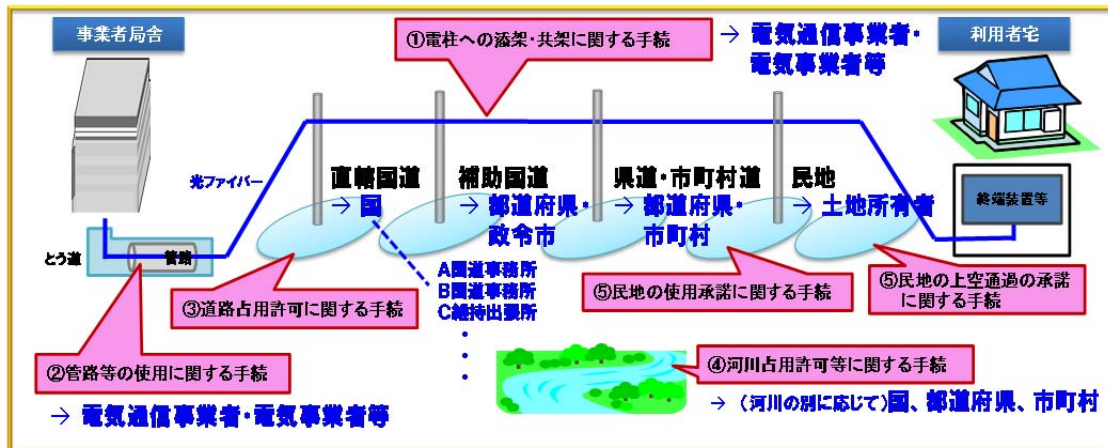 事業者局舎
①電柱への添架・共架に関する手続
→ 電気通信事業者・
電気事業者等
利用者宅
光ファイバー
直轄国道
→ 国
補助国道
→ 都道府県・
政令市
県道・市町村道
→ 都道府県・
市町村
民地
→ 土地所有者
終端装置等
とう道
管路
A国道事務所
B国道事務所
C維持出張所
・
・
・
③道路占用許可に関する手続
⑤民地の使用承諾に関する手続
⑤民地の上空通過の承諾
に関する手続
②管路等の使用に関する手続
→ 電気通信事業者・電気事業者等
④河川占用許可等に関する手続
→ (河川の別に応じて)国、都道府県、市町村